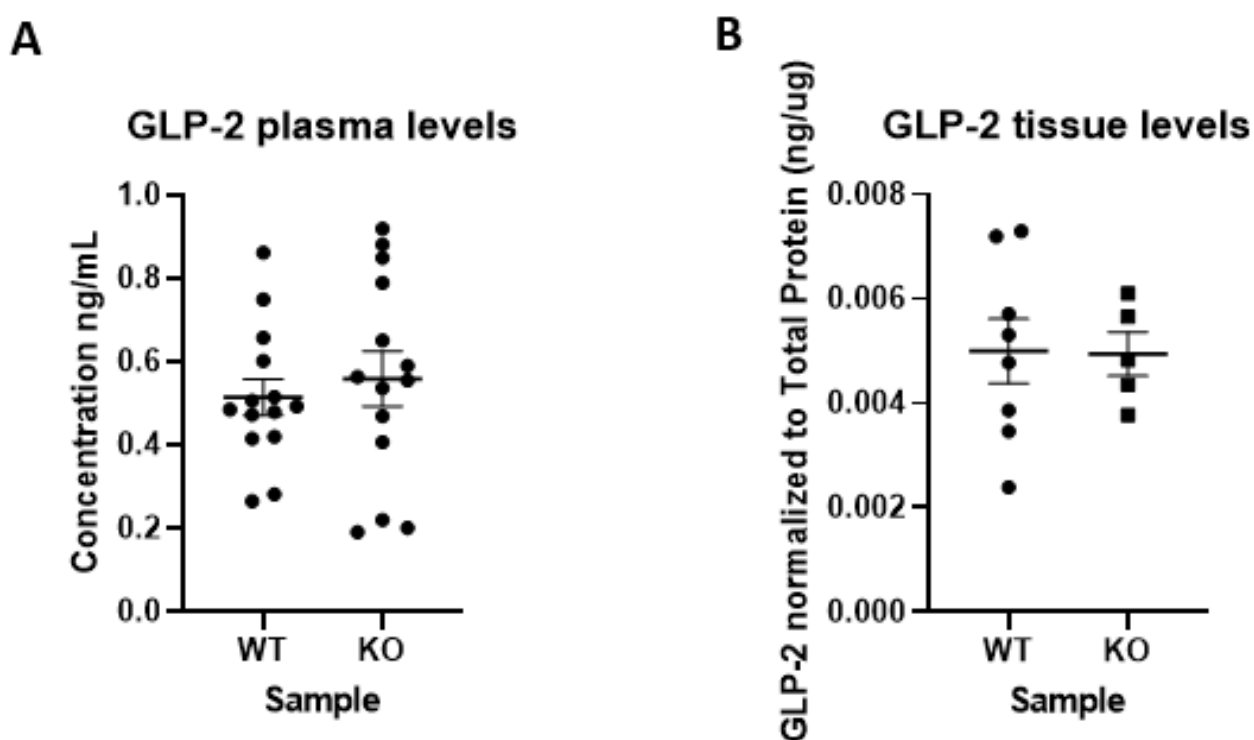 A
GLP-2 plasma levels
Concentration ng/mL
1.0
0.8
0.6
0.4
0.2
0.0
WT KO
Sample
B
GLP-2 tissue levels
GLP-2 normalized to Total Protein (ng/ug)
0.008
0.006
0.004
0.002
0.000
WT KO
Sample